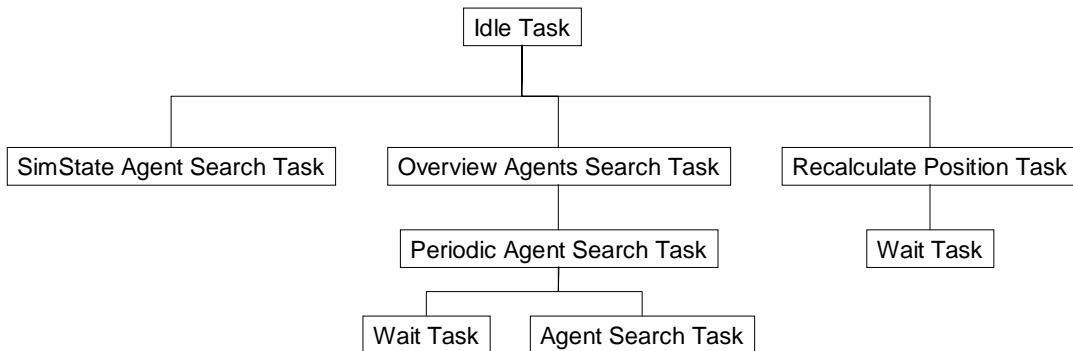 Idle Task
SimState Agent Search Task
Overview Agents Search Task
Recalculate Position Task
Periodic Agent Search Task
Wait Task
Wait Task
Agent Search Task